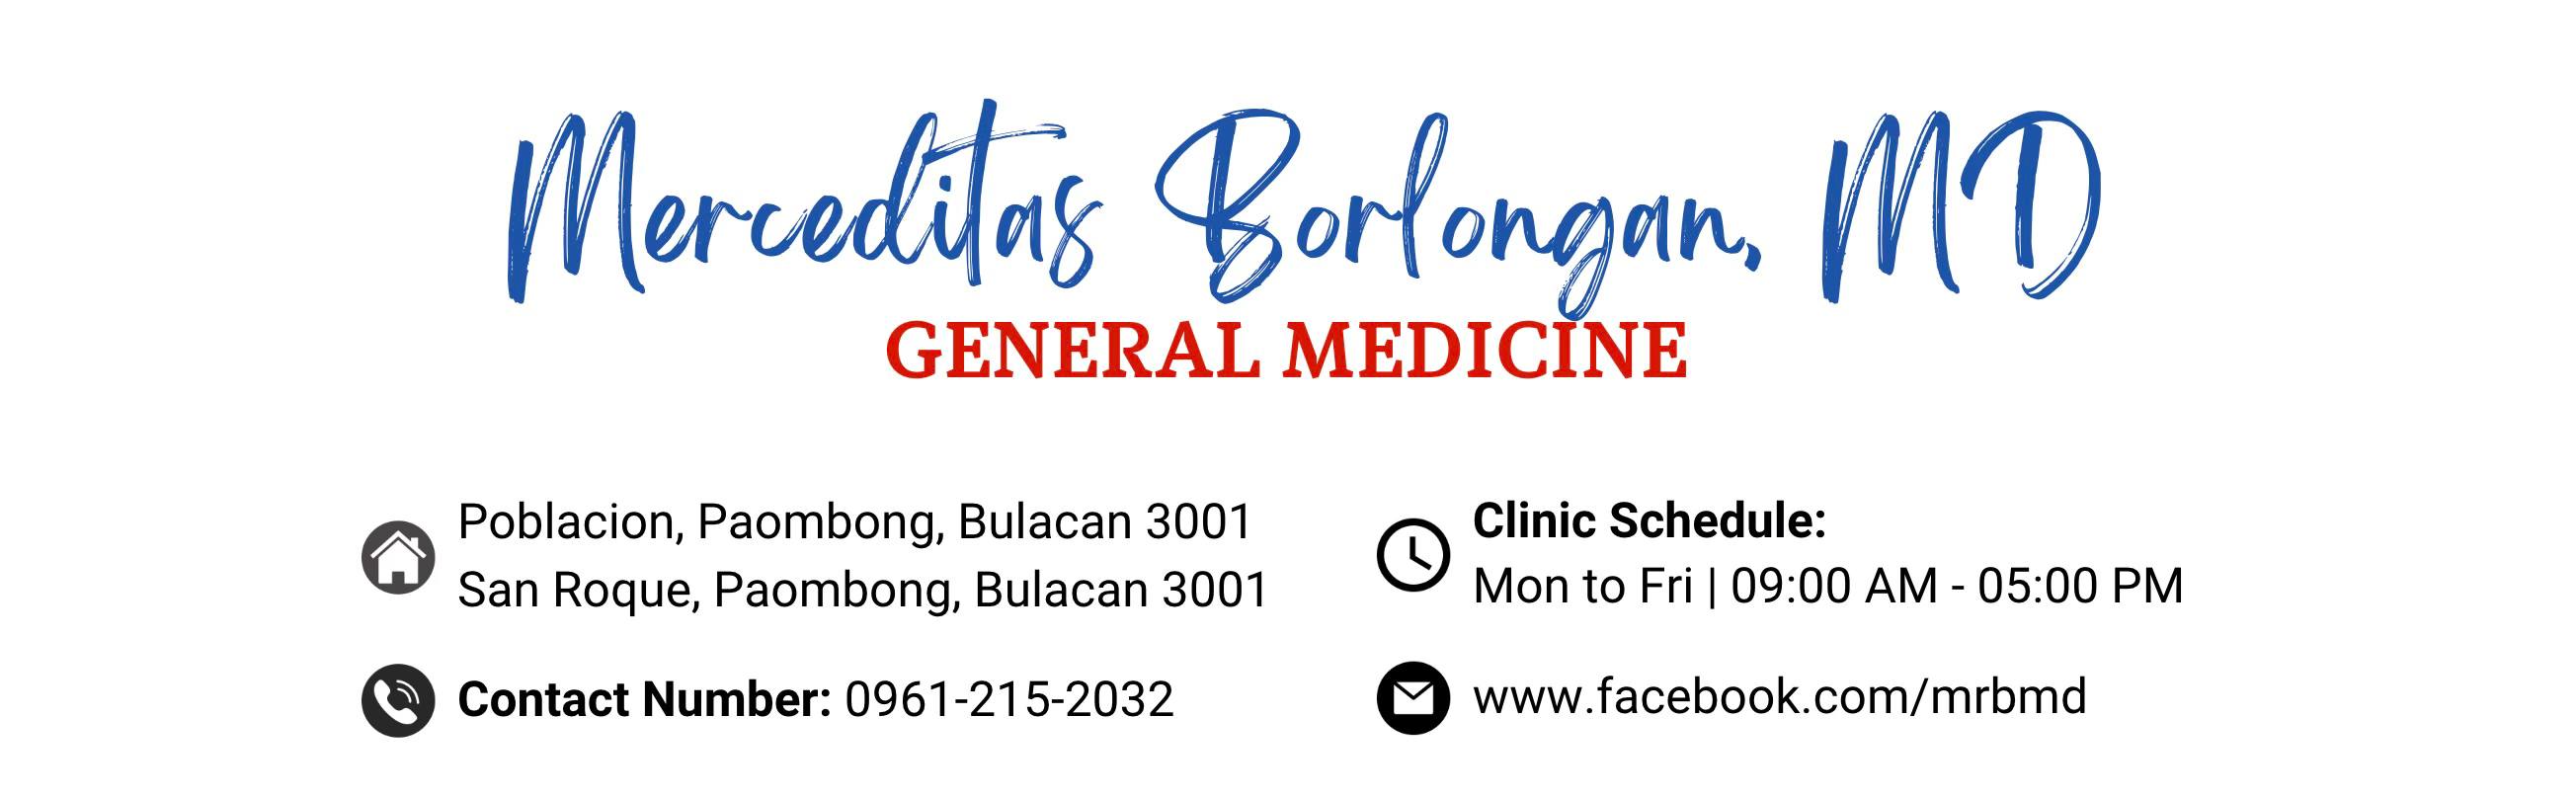 Merceditas Borlongan, MD
GENERAL MEDICINE
Poblacion, Paombong, Bulacan 3001
San Roque, Paombong, Bulacan 3001
Contact Number: 0961-215-2032
Clinic Schedule:
Mon to Fri | 09:00 AM - 05:00 PM
www.facebook.com/mrbmd